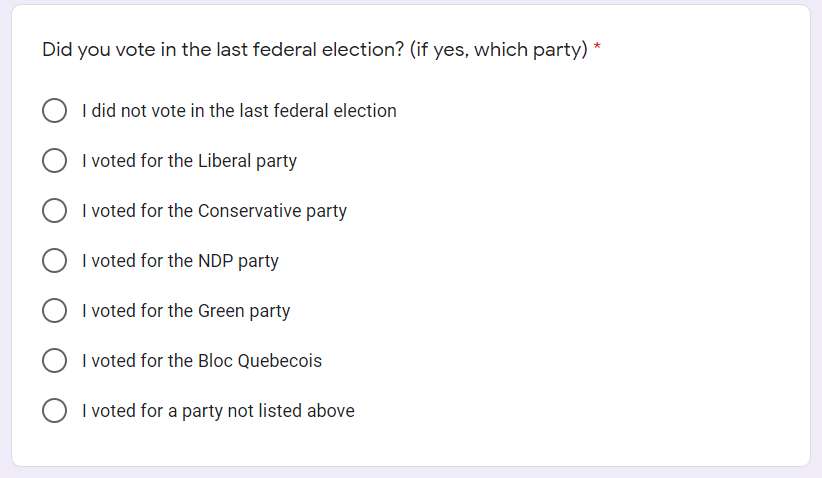 Did you vote in the last federal election? (if yes, which party) *
I did not vote in the last federal election
I voted for the Liberal party
I voted for the Conservative party
I voted for the NDP party
I voted for the Green party
I voted for the Bloc Quebecois
I voted for a party not listed above